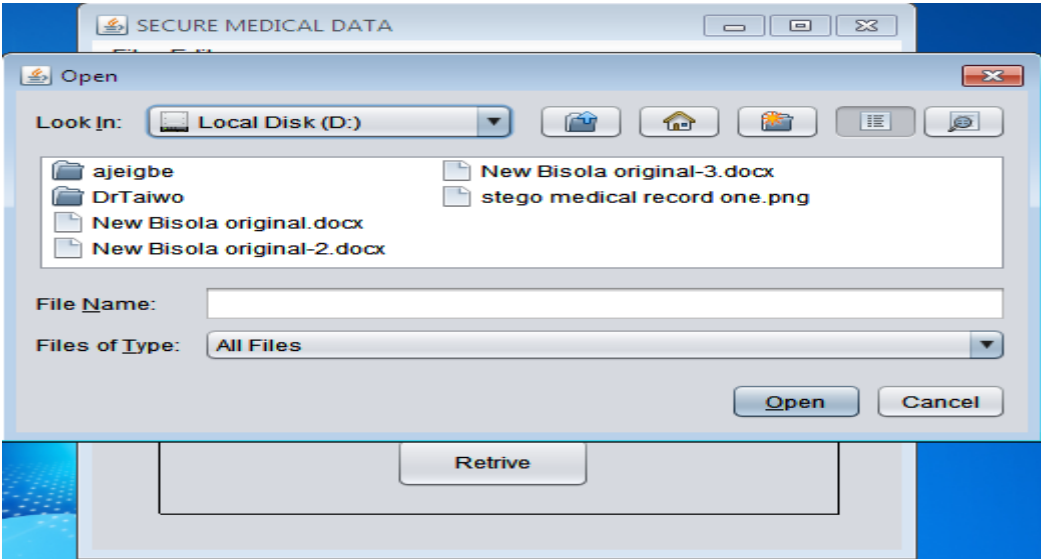 SECURE MEDICAL DATA
Open
Look In: Local Disk (D:)
ajeigbe
DrTaiwo
New Bisola original.docx
New Bisola original-2.docx
New Bisola original-3.docx
stego medical record one.png
File Name:
Files of Type: All Files
Open Cancel
Retrive